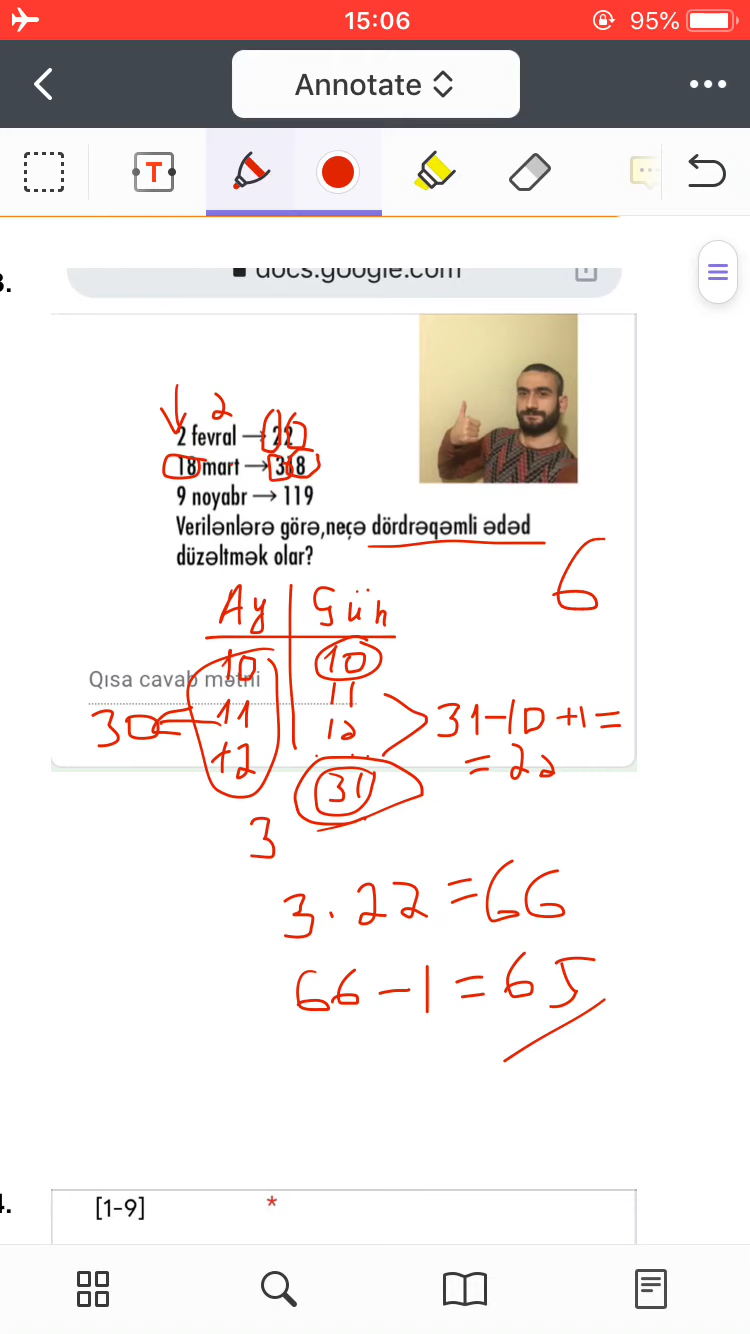 15:06
95%
Annotate
T
3.
docs.google.com
2
2 fevral → 22
18 mart → 318
9 noyabr → 119
Verilənlərə görə,neçə dördrəqəmli ədəd
düzəltmək olar?
6
Ay Gün
10 10
Qısa cavab mətni
11
30 11 12 31-10+1=
12 =22
31
3
3.22=66
66-1=65
4.
[1-9] *